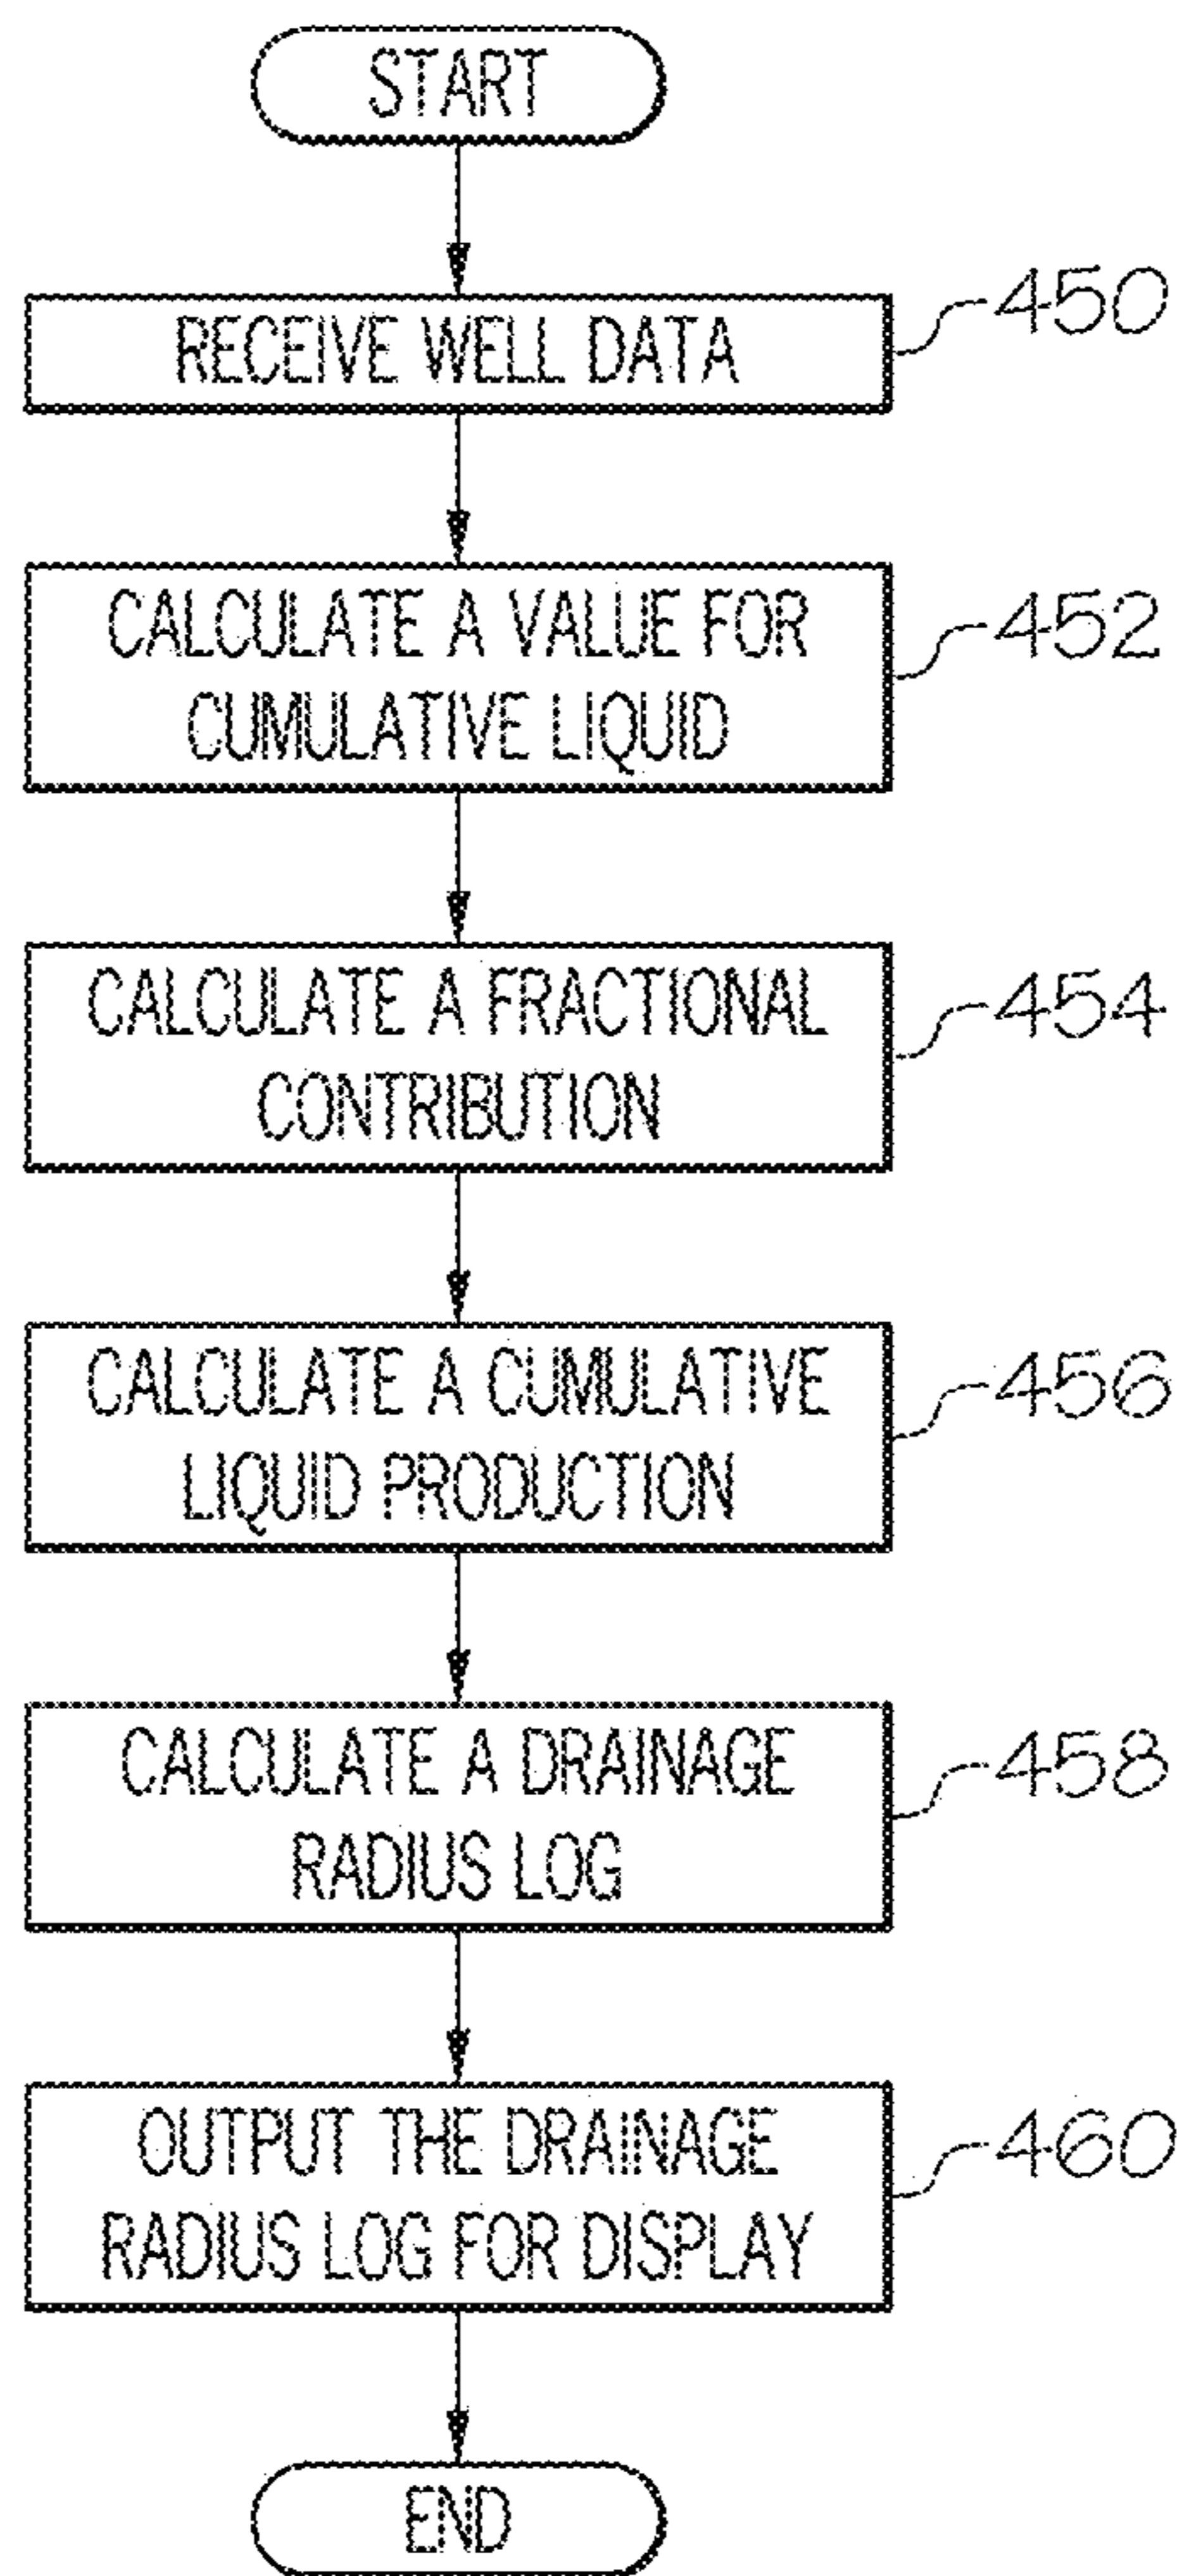 START
RECEIVE WELL DATA
450
CALCULATE A VALUE FOR
CUMULATIVE LIQUID
452
CALCULATE A FRACTIONAL
CONTRIBUTION
454
CALCULATE A CUMULATIVE
LIQUID PRODUCTION
456
CALCULATE A DRAINAGE
RADIUS LOG
458
OUTPUT THE DRAINAGE
RADIUS LOG FOR DISPLAY
460
END